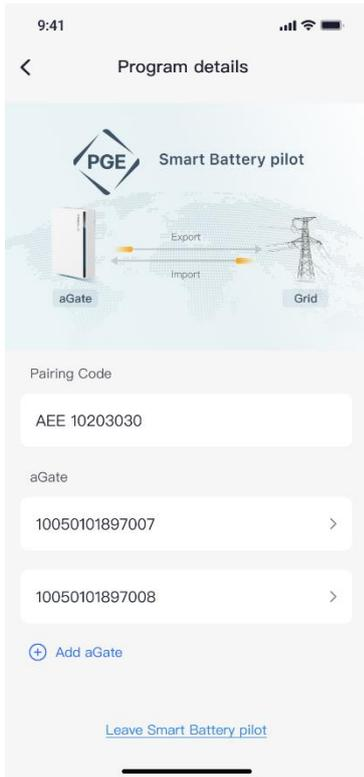 9:41
Program details
PGE
Smart Battery pilot
Export
Import
aGate
Grid
Pairing Code
AEE 10203030
aGate
10050101897007
10050101897008
Add aGate
Leave Smart Battery pilot